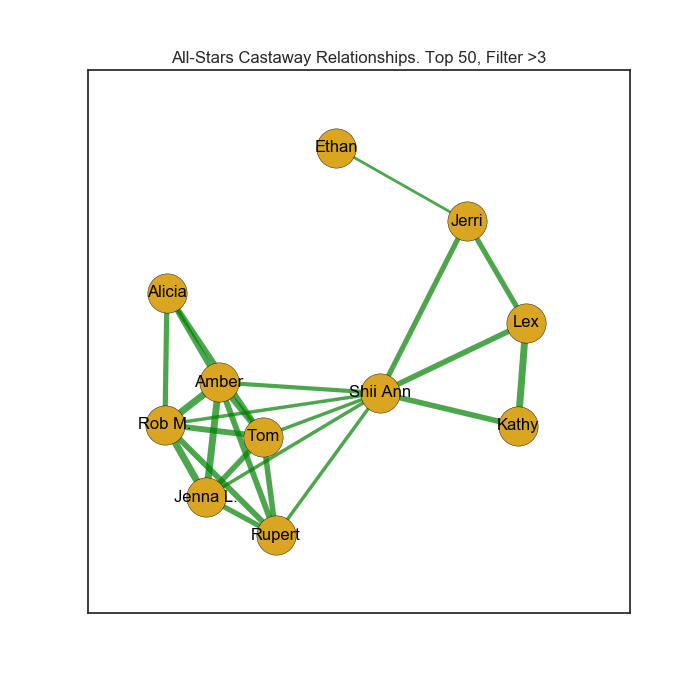 All-Stars Castaway Relationships. Top 50, Filter >3
Ethan
Jerri
Alicia
Lex
Amber
Shii Ann
Rob M.
Kathy
Tom
Jenna L.
Rupert